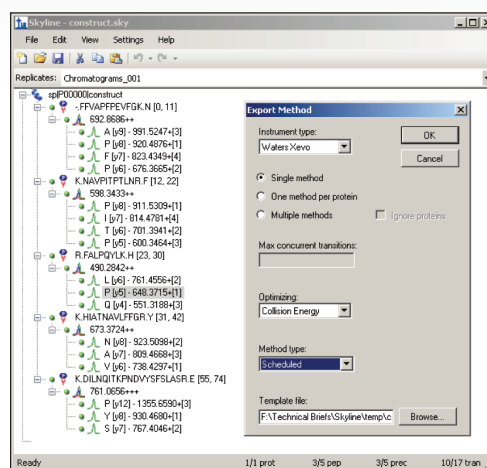 Skyline - construct.sky
File Edit View Settings Help
Replicates: Chromatograms_001
sp|P00000|construct
-.FFVAPFPEVFGK.N [0, 11]
692.8686++
A [y9] - 991.5247+[3]
P [y8] - 920.4876+[1]
F [y7] - 823.4349+[4]
P [y6] - 676.3665+[2]
K.NAVPITPTLNR.F [12, 22]
598.3433++
P [y8] - 911.5309+[1]
I [y7] - 814.4781+[4]
T [y6] - 701.3941+[2]
P [y5] - 600.3464+[3]
R.FALPQYLK.H [23, 30]
490.2842++
L [y6] - 761.4556+[2]
P [y5] - 648.3715+[1]
Q [y4] - 551.3188+[3]
K.HIATNAVLFFGR.Y [31, 42]
673.3724++
N [y8] - 923.5098+[2]
A [y7] - 809.4668+[3]
V [y6] - 738.4297+[1]
K.DILNQITKPNDVYSFSLASR.E [55, 74]
761.0656+++
P [y12] - 1355.6590+[3]
Y [y8] - 930.4680+[1]
S [y7] - 767.4046+[2]
Export Method
Instrument type:
Waters Xevo
OK
Cancel
Single method
One method per protein
Multiple methods
Ignore proteins
Max concurrent transitions:
Optimizing:
Collision Energy
Method type:
Scheduled
Template file:
F:\Technical Briefs\Skyline\temp\c
Browse...
Ready 1/1 prot 3/5 pep 3/5 prec 10/17 tran